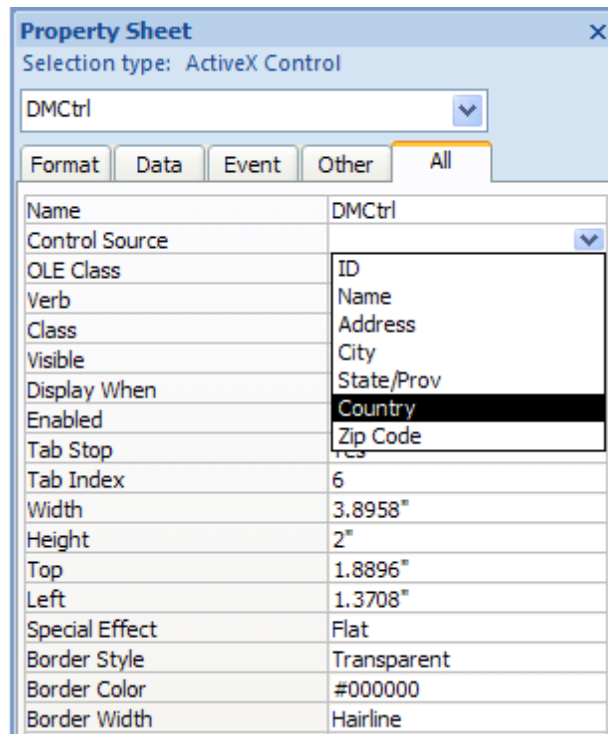 Property Sheet
Selection type: ActiveX Control
DMCtrl
Format Data Event Other All
Name DMCtrl
Control Source
OLE Class ID
Verb Name
Class Address
Visible City
Display When State/Prov
Enabled Country
Zip Code
Tab Stop Yes
Tab Index 6
Width 3.8958"
Height 2"
Top 1.8896"
Left 1.3708"
Special Effect Flat
Border Style Transparent
Border Color #000000
Border Width Hairline